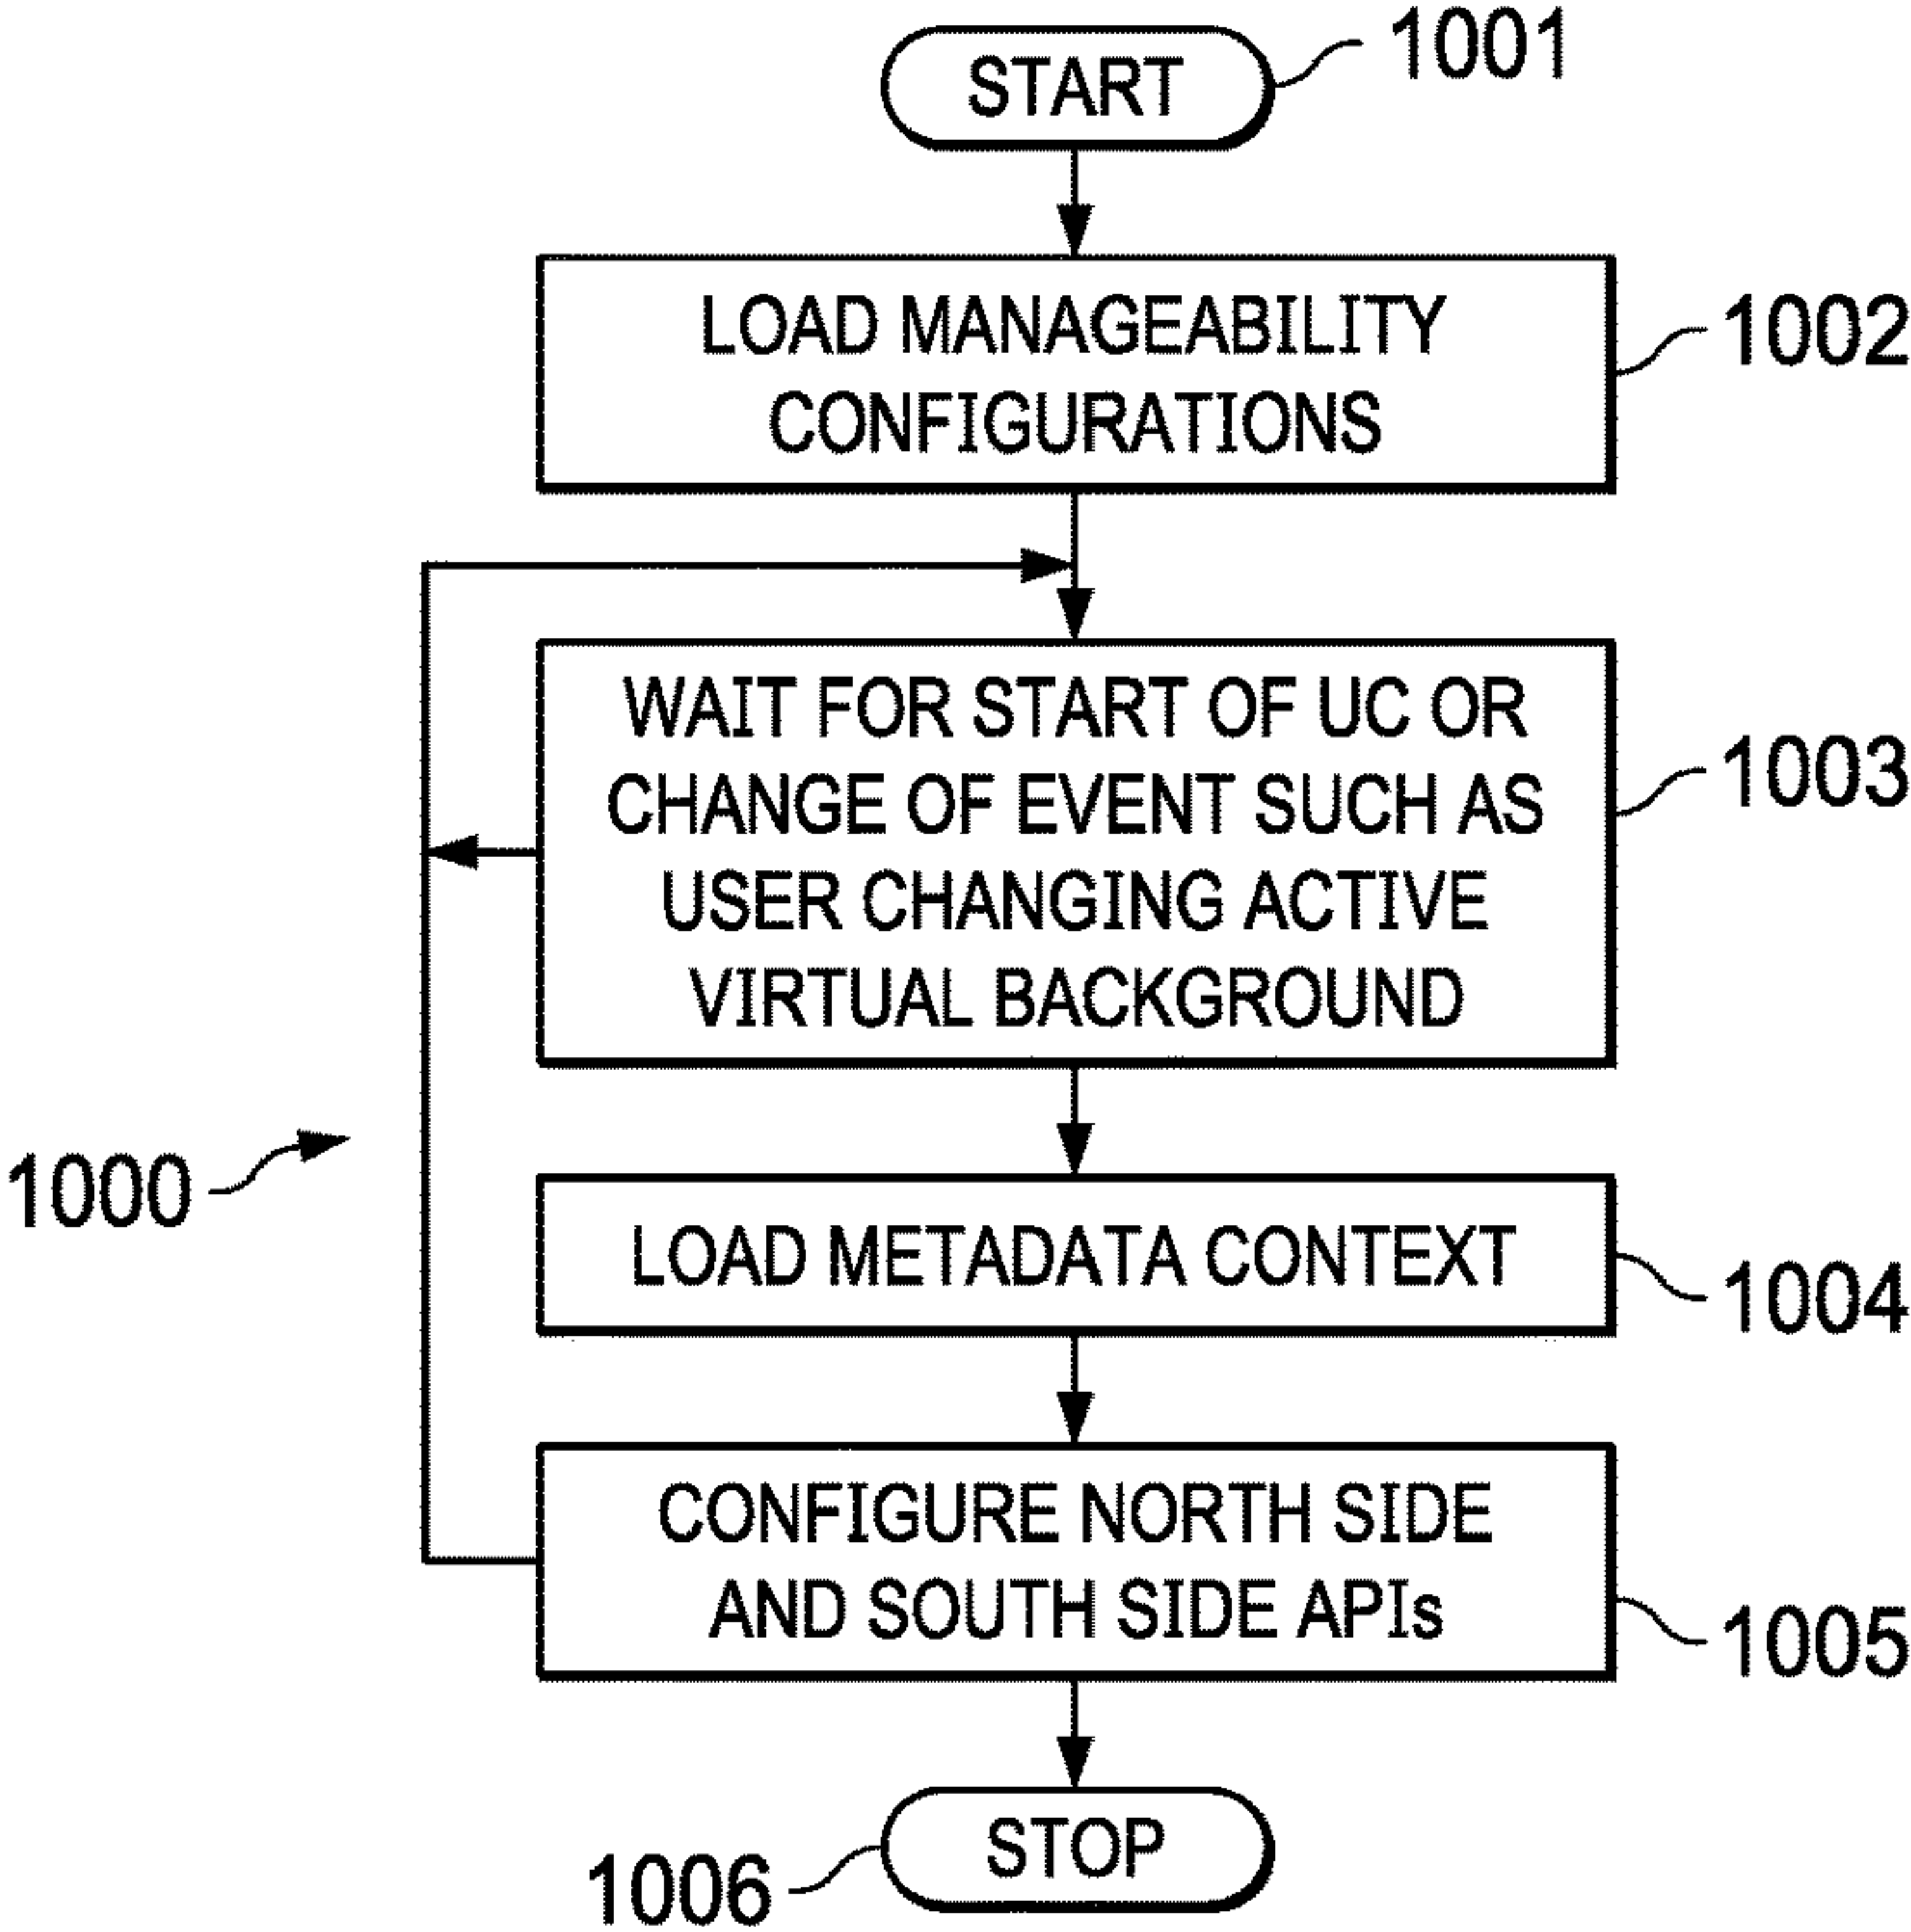 START
1001
LOAD MANAGEABILITY
CONFIGURATIONS
1002
WAIT FOR START OF UC OR
CHANGE OF EVENT SUCH AS
USER CHANGING ACTIVE
VIRTUAL BACKGROUND
1003
1000
LOAD METADATA CONTEXT
1004
CONFIGURE NORTH SIDE
AND SOUTH SIDE APIs
1005
STOP
1006